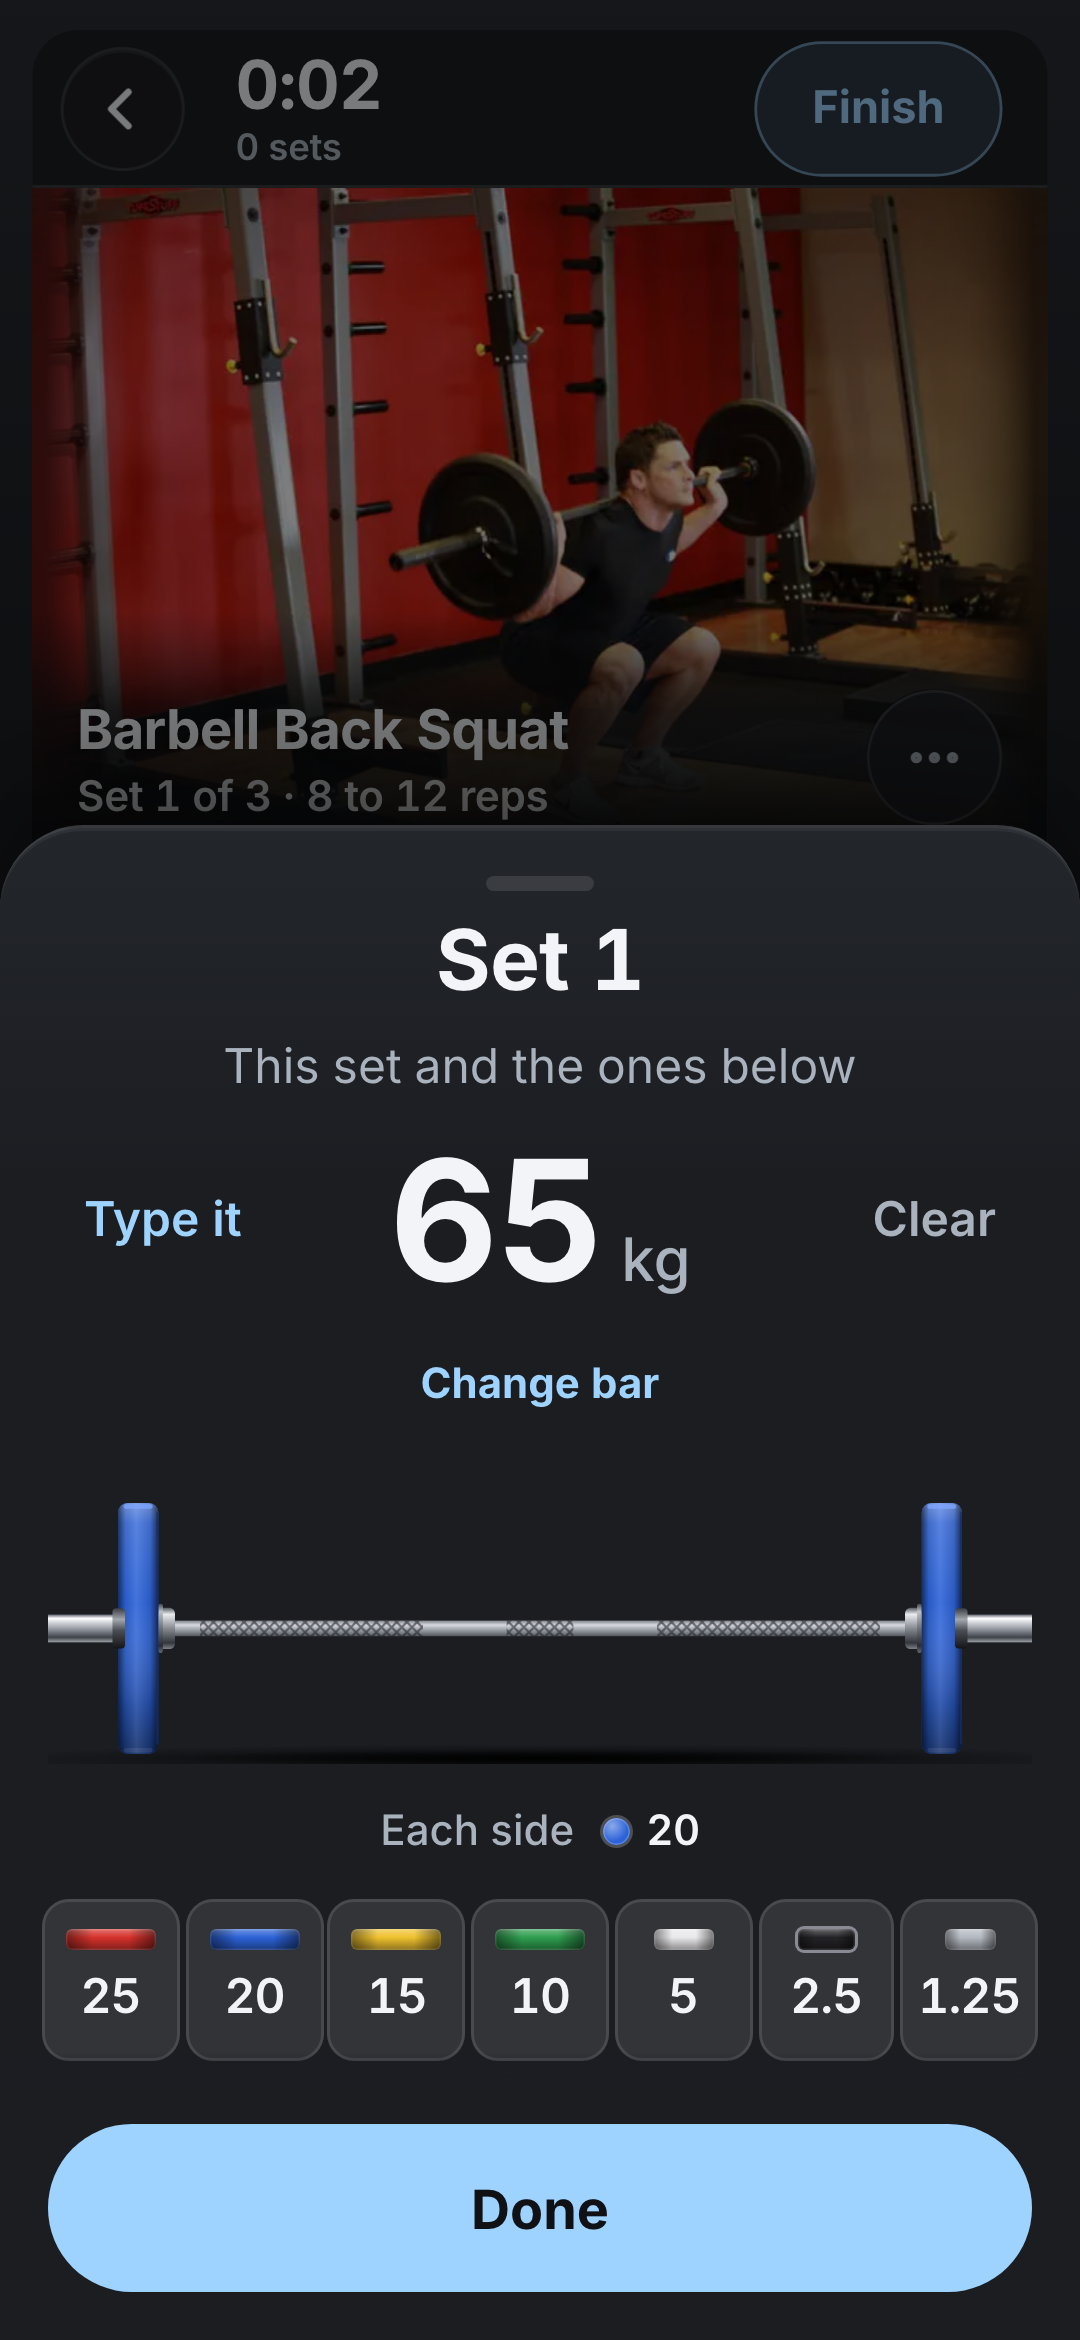 0:02
0 sets
Finish
Barbell Back Squat
Set 1 of 3 · 8 to 12 reps
Set 1
This set and the ones below
Type it
65 kg
Clear
Change bar
Each side 20
25
20
15
10
5
2.5
1.25
Done